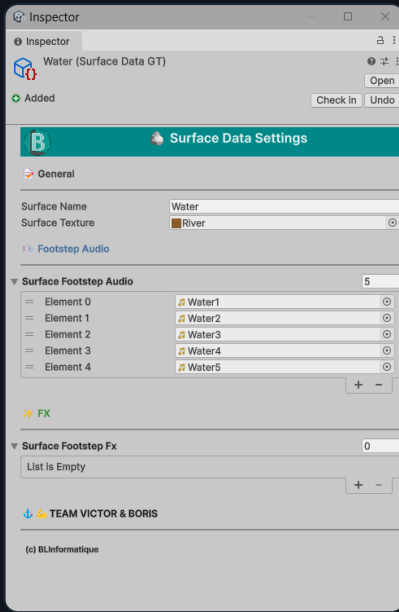 Inspector
Inspector
Water (Surface Data GT)
Open
Added
Check in Undo
B Surface Data Settings
General
Surface Name Water
Surface Texture River
Footstep Audio
Surface Footstep Audio 5
Element 0 Water1
Element 1 Water2
Element 2 Water3
Element 3 Water4
Element 4 Water5
+ −
FX
Surface Footstep Fx 0
List is Empty
+ −
TEAM VICTOR & BORIS
(c) BLInformatique